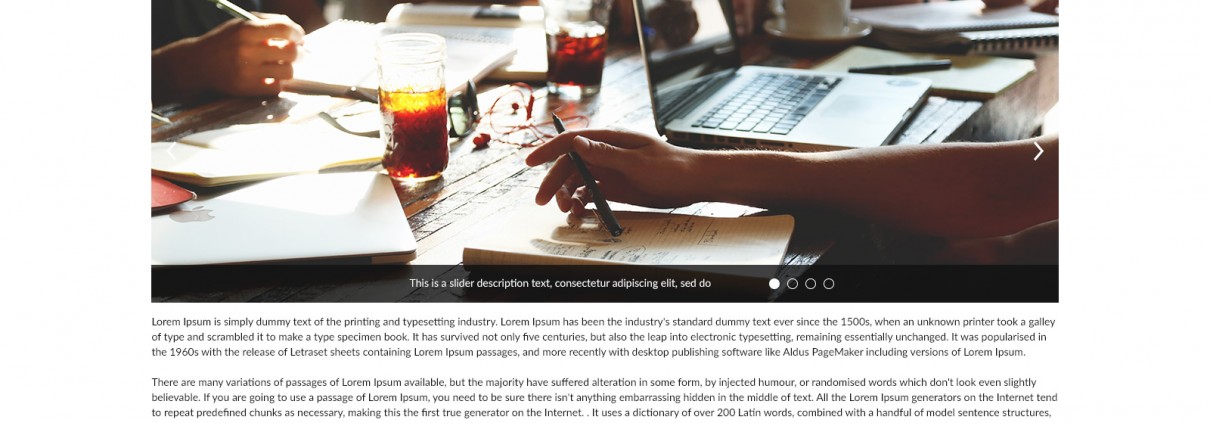 This is a slider description text, consectetur adipiscing elit, sed do
Lorem Ipsum is simply dummy text of the printing and typesetting industry. Lorem Ipsum has been the industry's standard dummy text ever since the 1500s, when an unknown printer took a galley
of type and scrambled it to make a type specimen book. It has survived not only five centuries, but also the leap into electronic typesetting, remaining essentially unchanged. It was popularised in
the 1960s with the release of Letraset sheets containing Lorem Ipsum passages, and more recently with desktop publishing software like Aldus PageMaker including versions of Lorem Ipsum.
There are many variations of passages of Lorem Ipsum available, but the majority have suffered alteration in some form, by injected humour, or randomised words which don't look even slightly
believable. If you are going to use a passage of Lorem Ipsum, you need to be sure there isn't anything embarrassing hidden in the middle of text. All the Lorem Ipsum generators on the Internet tend
to repeat predefined chunks as necessary, making this the first true generator on the Internet. . It uses a dictionary of over 200 Latin words, combined with a handful of model sentence structures,